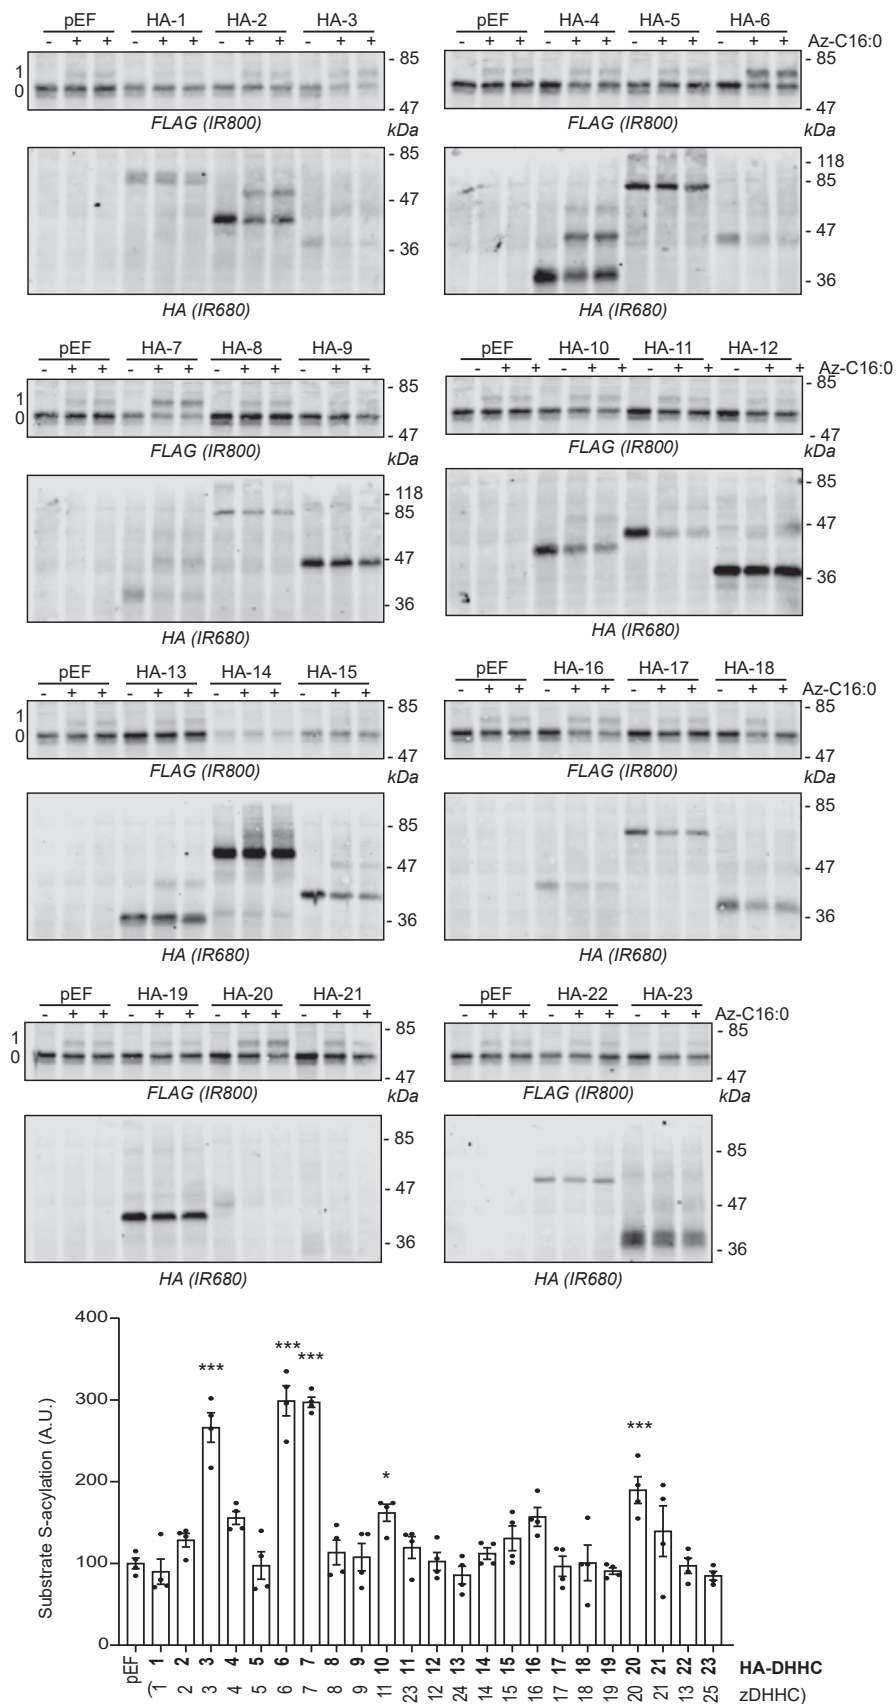 pEF HA-1 HA-2 HA-3
- + + - + + - + + - + +
1
0
- 85
- 47
FLAG (IR800)
kDa
- 85
- 47
- 36
HA (IR680)
pEF HA-4 HA-5 HA-6
- + + - + + - + + - + + Az-C16:0
- 85
- 47
FLAG (IR800)
kDa
- 118
- 85
- 47
- 36
HA (IR680)
pEF HA-7 HA-8 HA-9
- + + - + + - + + - + +
1
0
- 85
- 47
FLAG (IR800)
kDa
- 118
- 85
- 47
- 36
HA (IR680)
pEF HA-10 HA-11 HA-12
- + + - + + - + + - + + Az-C16:0
- 85
- 47
FLAG (IR800)
kDa
- 85
- 47
- 36
HA (IR680)
pEF HA-13 HA-14 HA-15
- + + - + + - + + - + +
1
0
- 85
- 47
FLAG (IR800)
kDa
- 85
- 47
- 36
HA (IR680)
pEF HA-16 HA-17 HA-18
- + + - + + - + + - + + Az-C16:0
- 85
- 47
FLAG (IR800)
kDa
- 85
- 47
- 36
HA (IR680)
pEF HA-19 HA-20 HA-21
- + + - + + - + + - + +
1
0
- 85
- 47
FLAG (IR800)
kDa
- 85
- 47
- 36
HA (IR680)
pEF HA-22 HA-23
- + + - + + - + + Az-C16:0
- 85
- 47
FLAG (IR800)
kDa
- 85
- 47
- 36
HA (IR680)
Substrate S-acylation (A.U.)
400
300
200
100
0
*** *** *** * ***
pEF 1 2 3 4 5 6 7 8 9 10 11 12 13 14 15 16 17 18 19 20 21 22 23 HA-DHHC
(1 2 3 4 5 6 7 8 9 11 23 12 24 14 15 16 17 18 19 20 21 13 25 zDHHC)